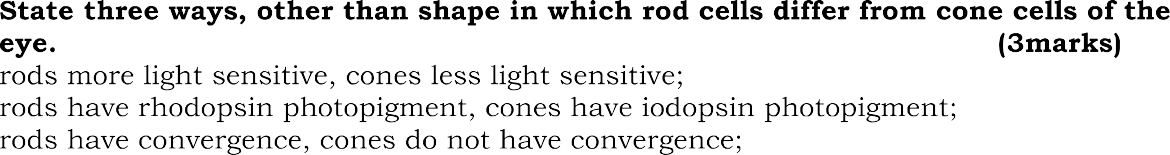 State three ways, other than shape in which rod cells differ from cone cells of the
eye. (3marks)
rods more light sensitive, cones less light sensitive;
rods have rhodopsin photopigment, cones have iodopsin photopigment;
rods have convergence, cones do not have convergence;